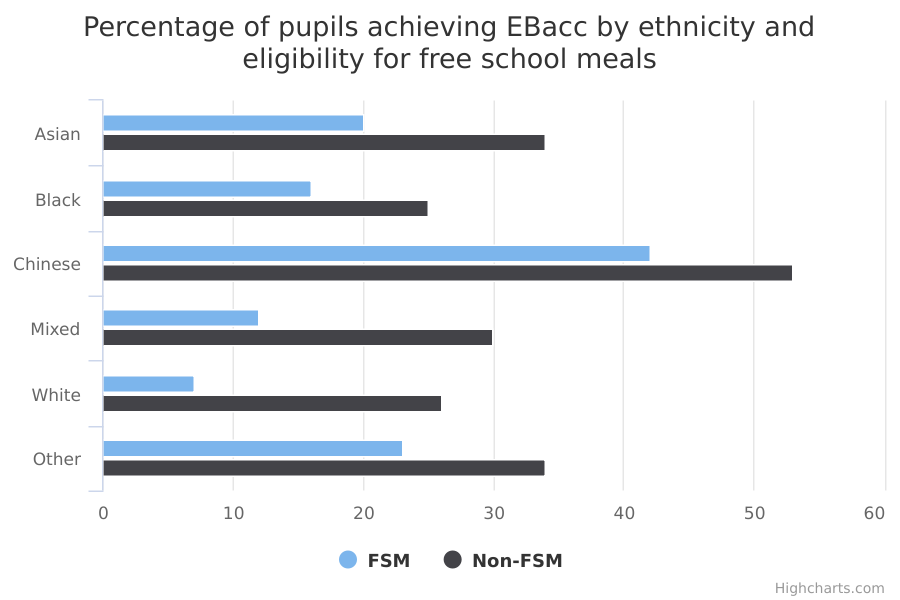 Percentage of pupils achieving EBacc by ethnicity and
eligibility for free school meals
Asian
Black
Chinese
Mixed
White
Other
0 10 20 30 40 50 60
FSM Non-FSM
Highcharts.com